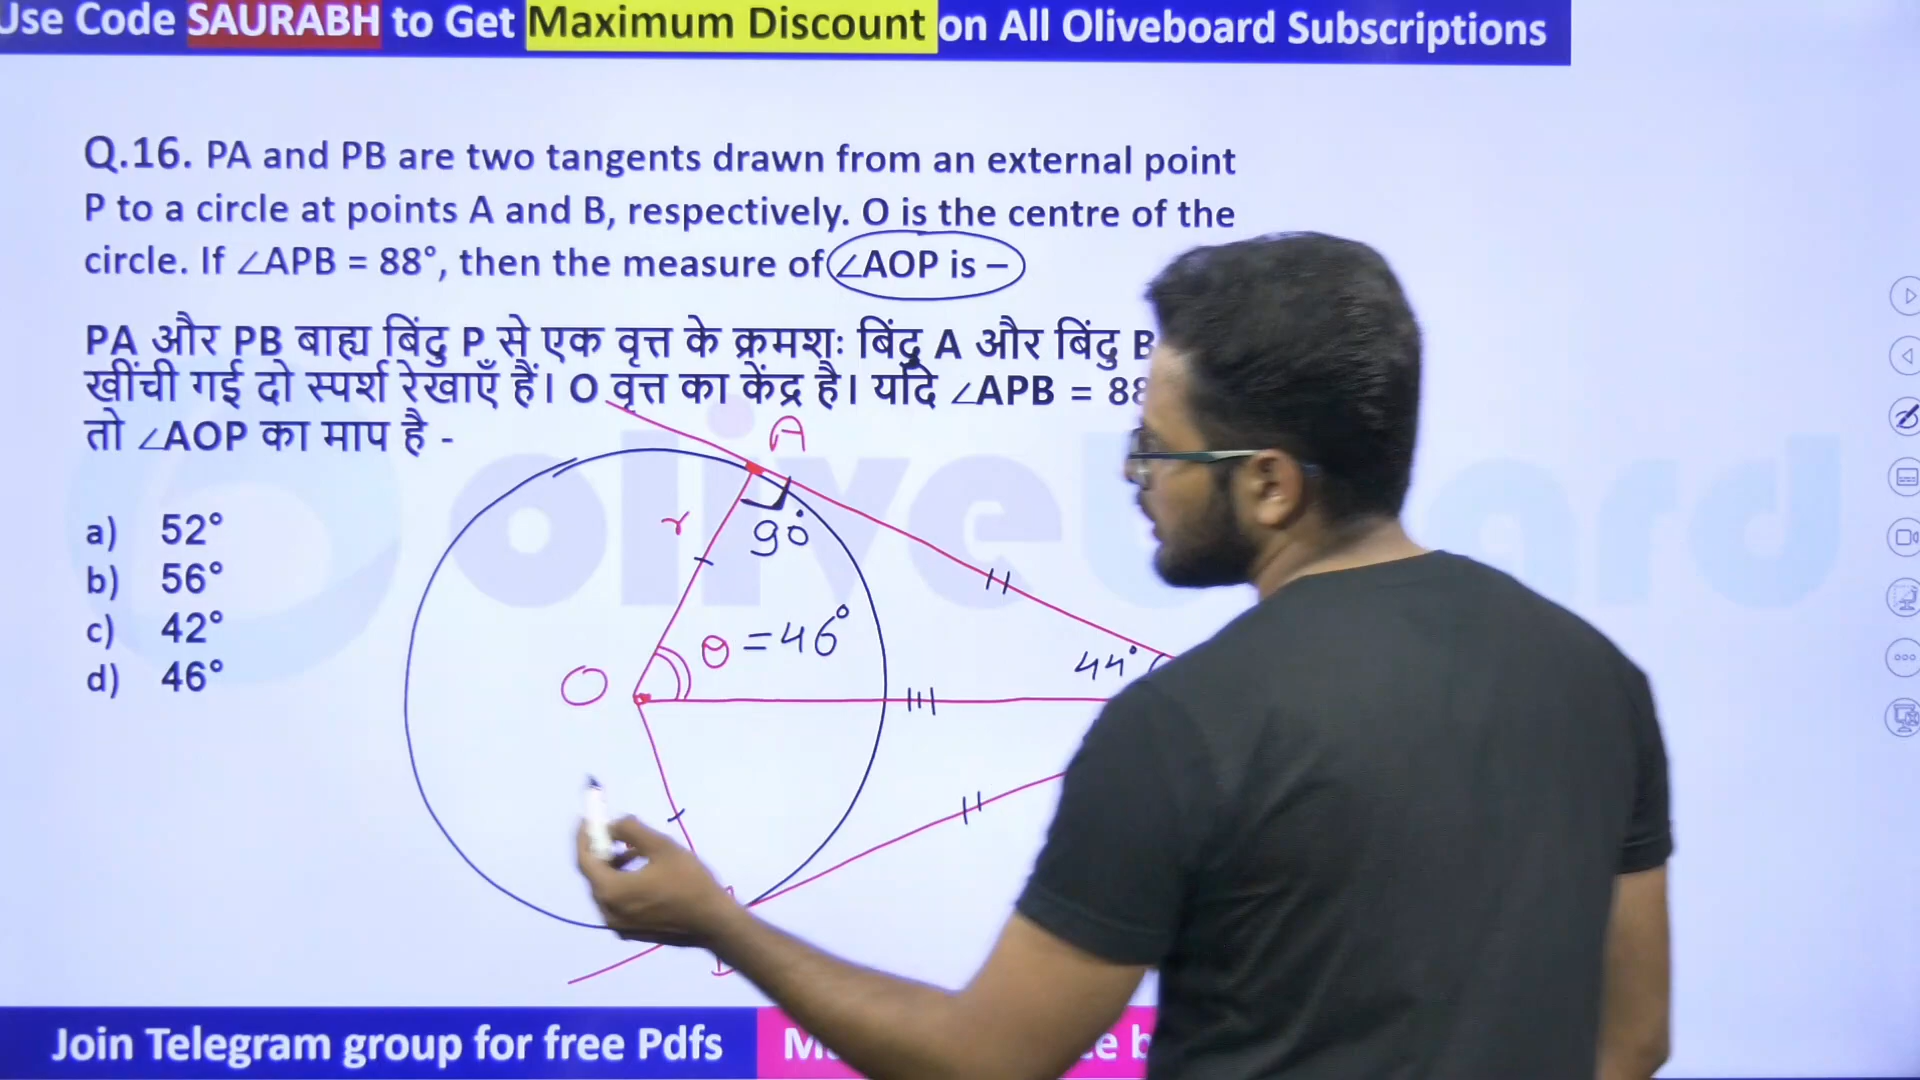 Use Code SAURABH to Get Maximum Discount on All Oliveboard Subscriptions
Q.16. PA and PB are two tangents drawn from an external point
P to a circle at points A and B, respectively. O is the centre of the
circle. If ∠APB = 88°, then the measure of ∠AOP is –
PA और PB बाह्य बिंदु P से एक वृत्त के क्रमशः बिंदु A और बिंदु B
खींची गई दो स्पर्श रेखाएँ हैं। O वृत्त का केंद्र है। यदि ∠APB = 88
तो ∠AOP का माप है -
a) 52°
b) 56°
c) 42°
d) 46°
A
r
90°
θ = 46°
44°
O
oliveboard
Join Telegram group for free Pdfs